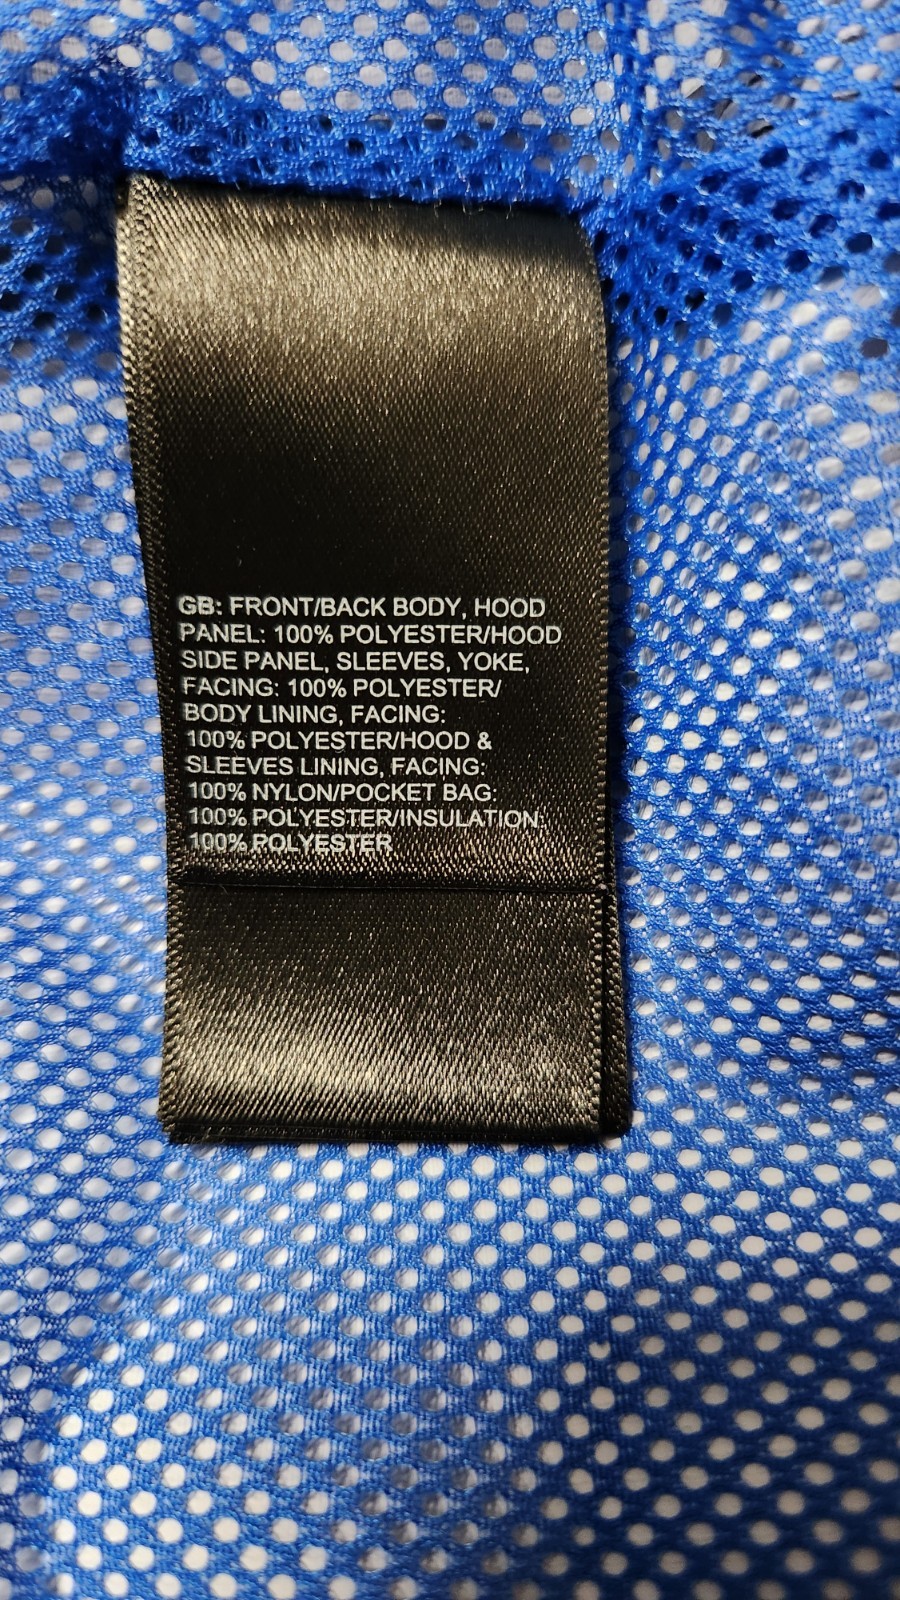 GB: FRONT/BACK BODY, HOOD
PANEL: 100% POLYESTER/HOOD
SIDE PANEL, SLEEVES, YOKE,
FACING: 100% POLYESTER/
BODY LINING, FACING:
100% POLYESTER/HOOD &
SLEEVES LINING, FACING:
100% NYLON/POCKET BAG:
100% POLYESTER/INSULATION:
100% POLYESTER